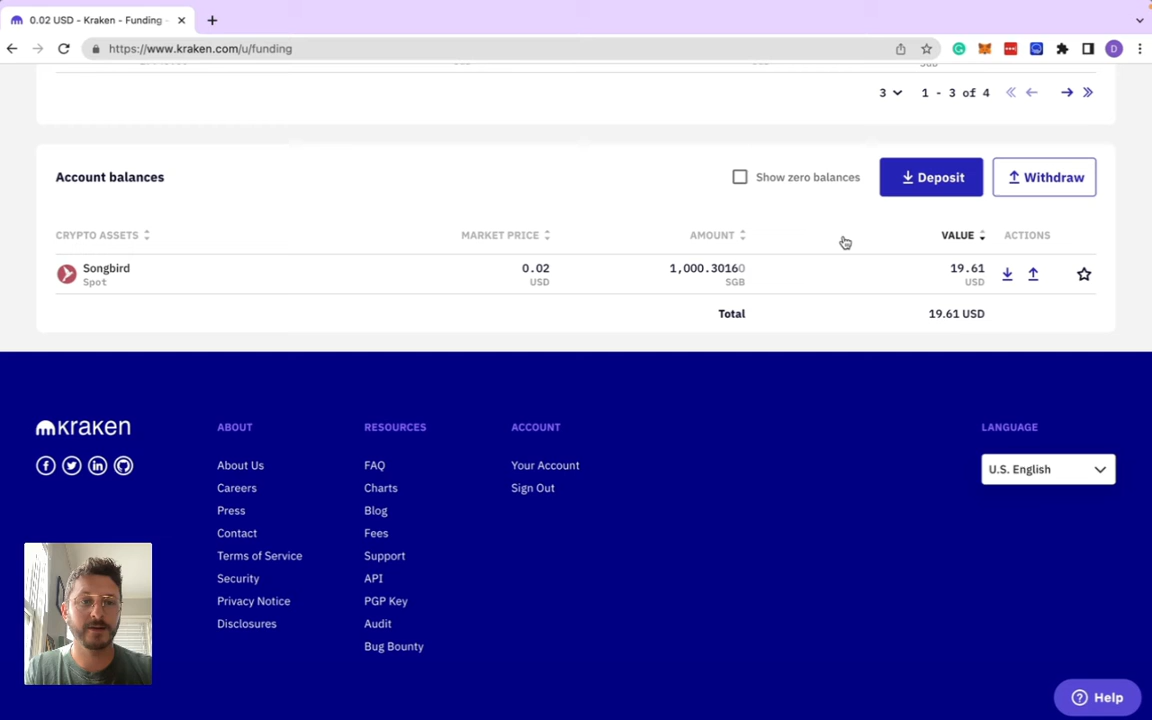 0.02 USD - Kraken - Funding -
https://www.kraken.com/u/funding
D
SGB
3 1 - 3 of 4
Account balances Show zero balances Deposit Withdraw
CRYPTO ASSETS MARKET PRICE AMOUNT VALUE ACTIONS
Songbird 0.02 1,000.30160 19.61
Spot USD SGB USD
Total 19.61 USD
kraken ABOUT RESOURCES ACCOUNT LANGUAGE
About Us FAQ Your Account U.S. English
Careers Charts Sign Out
Press Blog
Contact Fees
Terms of Service Support
Security API
Privacy Notice PGP Key
Disclosures Audit
Bug Bounty
Help